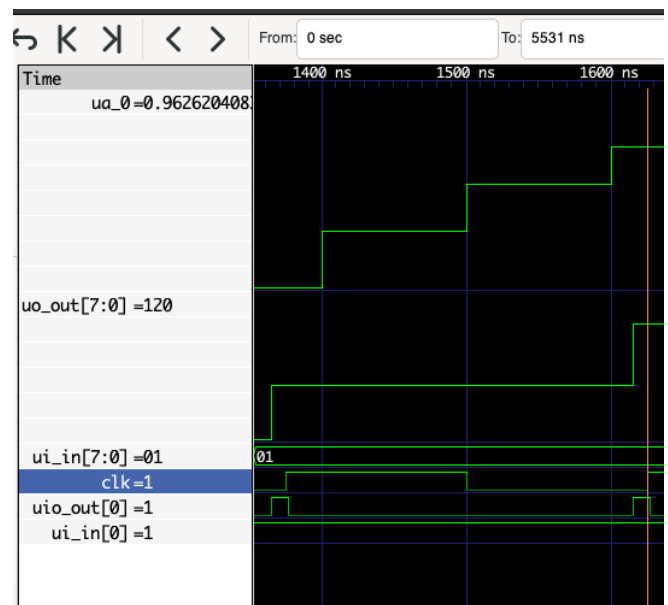 From: 0 sec To: 5531 ns
Time 1400 ns 1500 ns 1600 ns
ua_0=0.962620408
uo_out[7:0]=120
ui_in[7:0]=01 01
clk=1
uio_out[0]=1
ui_in[0]=1